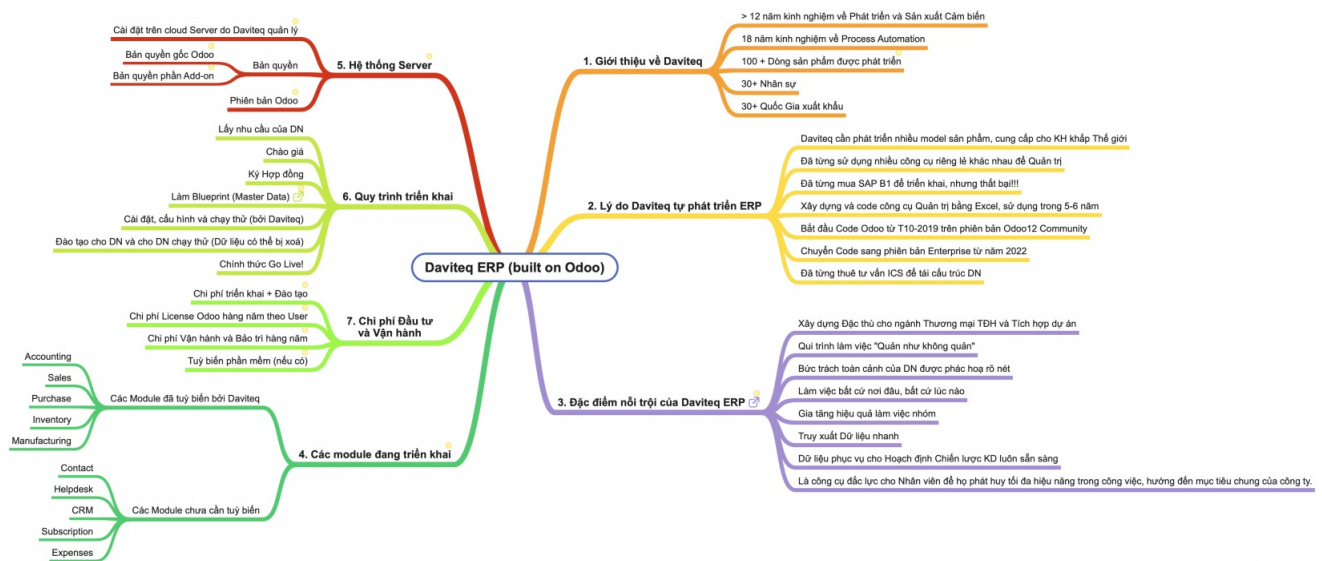 Daviteq ERP (built on Odoo)
1. Giới thiệu về Daviteq
> 12 năm kinh nghiệm về Phát triển và Sản xuất Cảm biến
18 năm kinh nghiệm về Process Automation
100 + Dòng sản phẩm được phát triển
30+ Nhân sự
30+ Quốc Gia xuất khẩu
2. Lý do Daviteq tự phát triển ERP
Daviteq cần phát triển nhiều model sản phẩm, cung cấp cho KH khắp Thế giới
Đã từng sử dụng nhiều công cụ riêng lẻ khác nhau để Quản trị
Đã từng mua SAP B1 để triển khai, nhưng thất bại!!!
Xây dựng và code công cụ Quản trị bằng Excel, sử dụng trong 5-6 năm
Bắt đầu Code Odoo từ T10-2019 trên phiên bản Odoo12 Community
Chuyển Code sang phiên bản Enterprise từ năm 2022
Đã từng thuê tư vấn ICS để tái cấu trúc DN
3. Đặc điểm nỗi trội của Daviteq ERP
Xây dựng Đặc thù cho ngành Thương mại TĐH và Tích hợp dự án
Qui trình làm việc "Quản như không quản"
Bức trách toàn cảnh của DN được phác hoạ rõ nét
Làm việc bất cứ nơi đâu, bất cứ lúc nào
Gia tăng hiệu quả làm việc nhóm
Truy xuất Dữ liệu nhanh
Dữ liệu phục vụ cho Hoạch định Chiến lược KD luôn sẵn sàng
Là công cụ đắc lực cho Nhân viên để họ phát huy tối đa hiệu năng trong công việc, hướng đến mục tiêu chung của công ty.
4. Các module đang triển khai
Các Module đã tuỳ biến bởi Daviteq
Accounting
Sales
Purchase
Inventory
Manufacturing
Các Module chưa cần tuỳ biến
Contact
Helpdesk
CRM
Subscription
Expenses
5. Hệ thống Server
Cài đặt trên cloud Server do Daviteq quản lý
Bản quyền
Bản quyền gốc Odoo
Bản quyền phần Add-on
Phiên bản Odoo
6. Quy trình triển khai
Lấy nhu cầu của DN
Chào giá
Ký Hợp đồng
Làm Blueprint (Master Data)
Cài đặt, cấu hình và chạy thử (bởi Daviteq)
Đào tạo cho DN và cho DN chạy thử (Dữ liệu có thể bị xoá)
Chính thức Go Live!
7. Chi phí Đầu tư
và Vận hành
Chi phí triển khai + Đào tạo
Chi phí License Odoo hàng năm theo User
Chi phí Vận hành và Bảo trì hàng năm
Tuỳ biến phần mềm (nếu có)